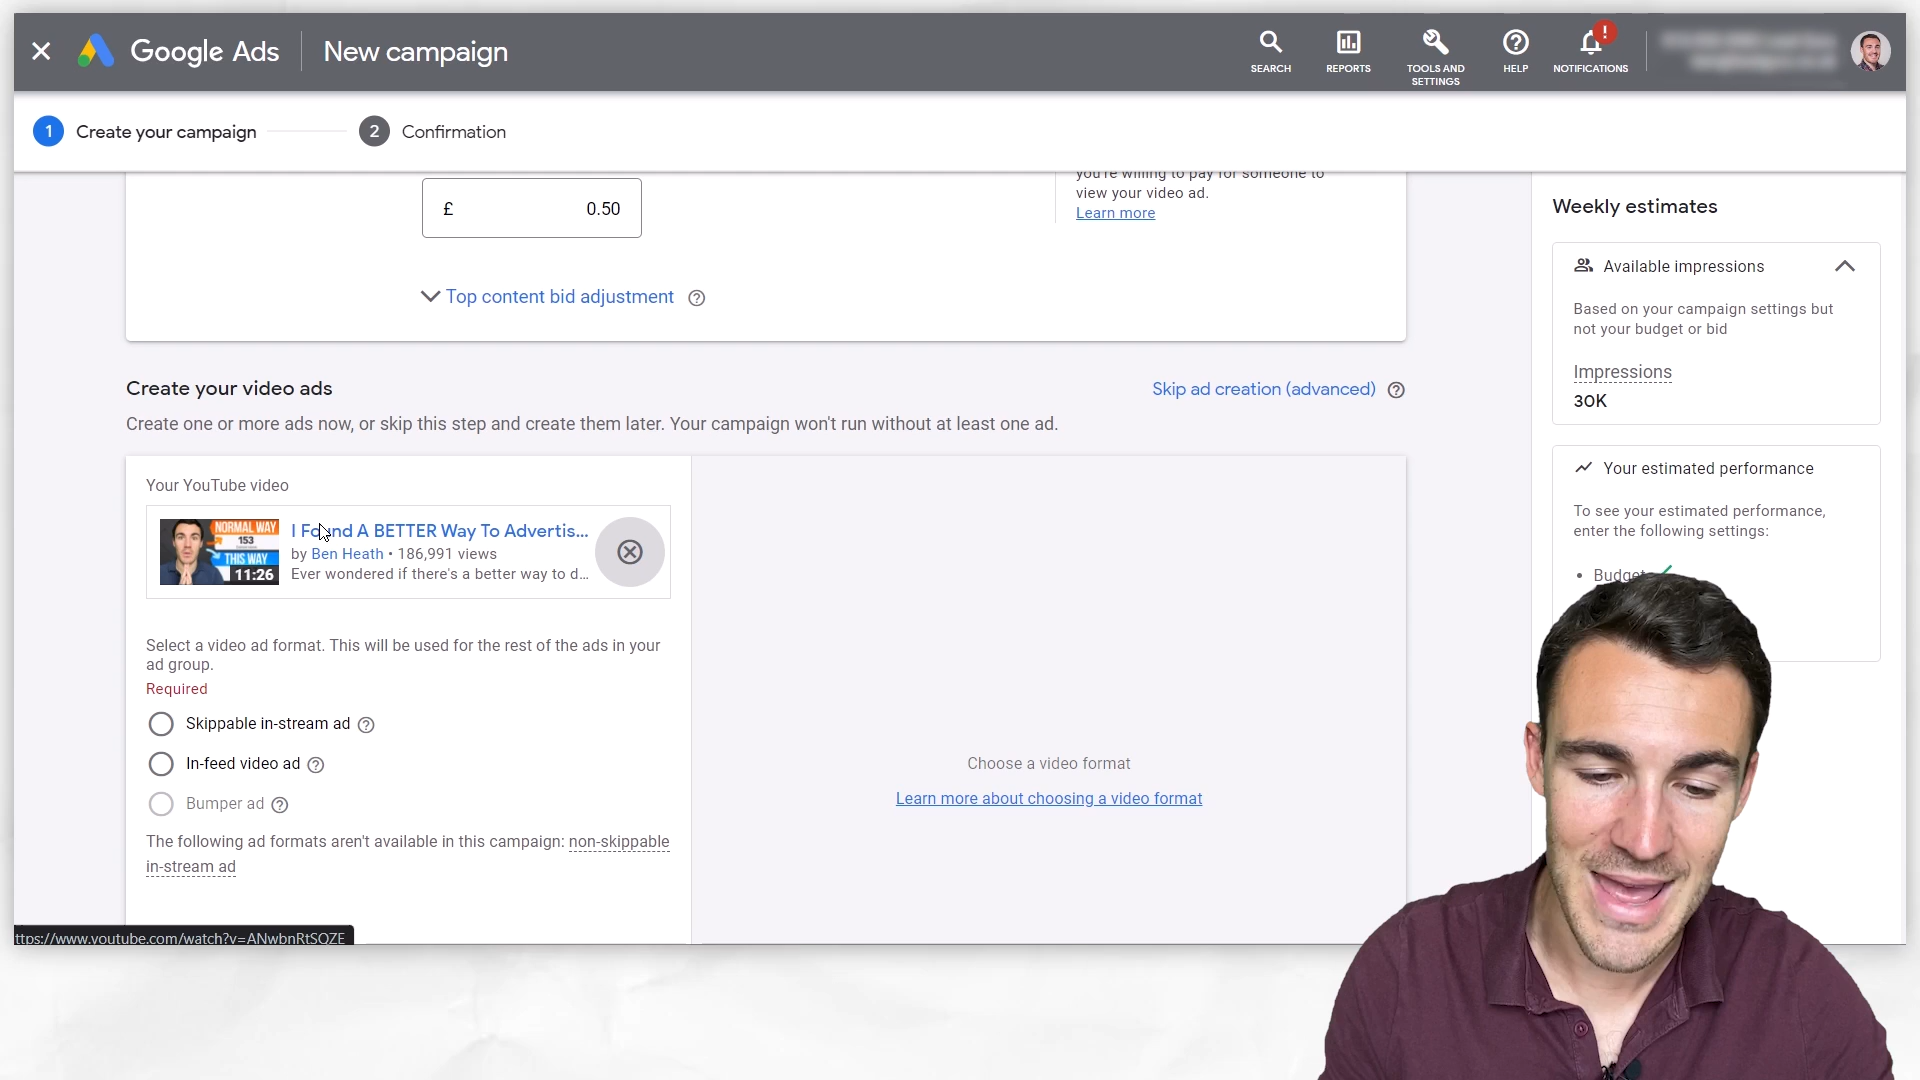 Google Ads
New campaign
SEARCH
REPORTS
TOOLS AND
SETTINGS
HELP
!
NOTIFICATIONS
1 Create your campaign
2 Confirmation
£ 0.50
you're willing to pay for someone to
view your video ad.
Learn more
Top content bid adjustment
Create your video ads
Skip ad creation (advanced)
Create one or more ads now, or skip this step and create them later. Your campaign won't run without at least one ad.
Your YouTube video
NORMAL WAY
153
THIS WAY
11:26
I Found A BETTER Way To Advertis...
by Ben Heath • 186,991 views
Ever wondered if there's a better way to d...
Select a video ad format. This will be used for the rest of the ads in your
ad group.
Required
Skippable in-stream ad
In-feed video ad
Bumper ad
The following ad formats aren't available in this campaign: non-skippable
in-stream ad
Choose a video format
Learn more about choosing a video format
ttps://www.youtube.com/watch?v=ANwbnRtSOZE
Weekly estimates
Available impressions
Based on your campaign settings but
not your budget or bid
Impressions
30K
Your estimated performance
To see your estimated performance,
enter the following settings:
• Budget